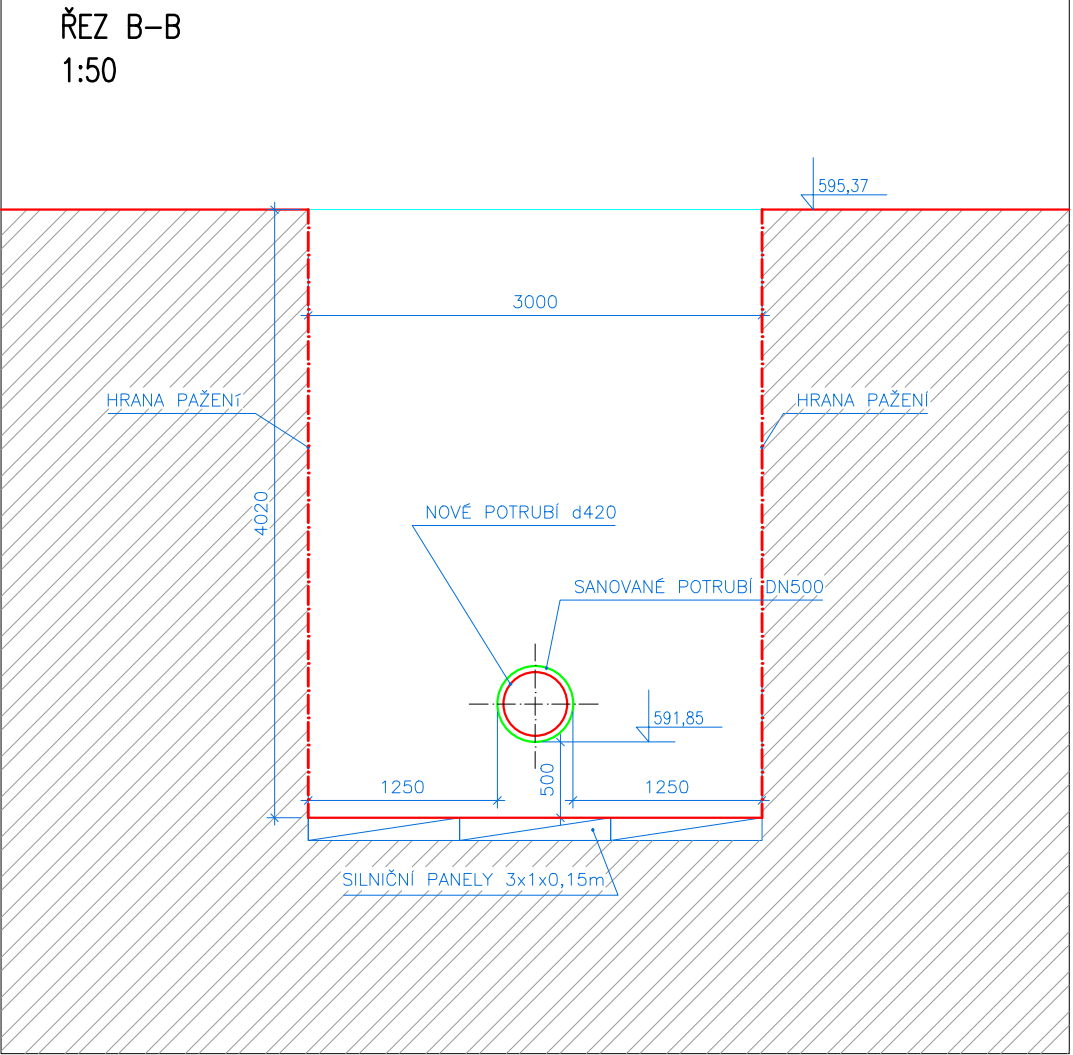 ŘEZ B-B
1:50
595,37
3000
HRANA PAŽENí
HRANA PAŽENÍ
4020
NOVÉ POTRUBÍ d420
SANOVANÉ POTRUBÍ DN500
591,85
1250
500
1250
SILNIČNÍ PANELY 3x1x0,15m